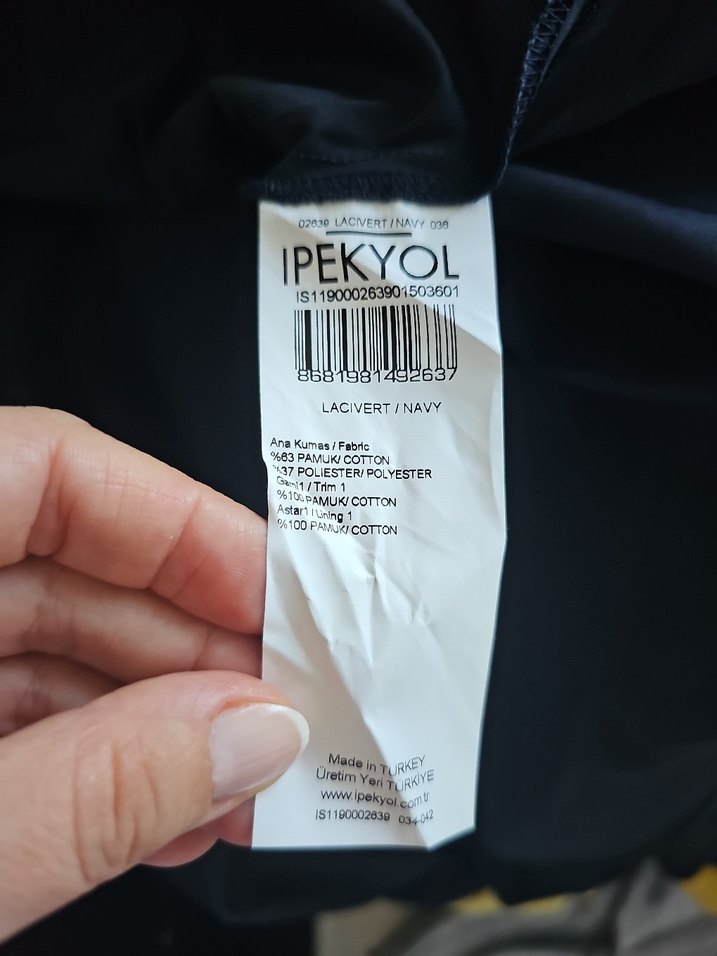 02639 LACIVERT / NAVY 036
IPEKYOL
IS119000263901503601
8681981492637
LACIVERT / NAVY
Ana Kumas / Fabric
%63 PAMUK/ COTTON
%37 POLIESTER/ POLYESTER
Garni1 / Trim 1
%100 PAMUK/ COTTON
Astar1 / Lining 1
%100 PAMUK/ COTTON
Made in TURKEY
Üretim Yeri TÜRKİYE
www.ipekyol.com.tr
IS1190002639 034-042